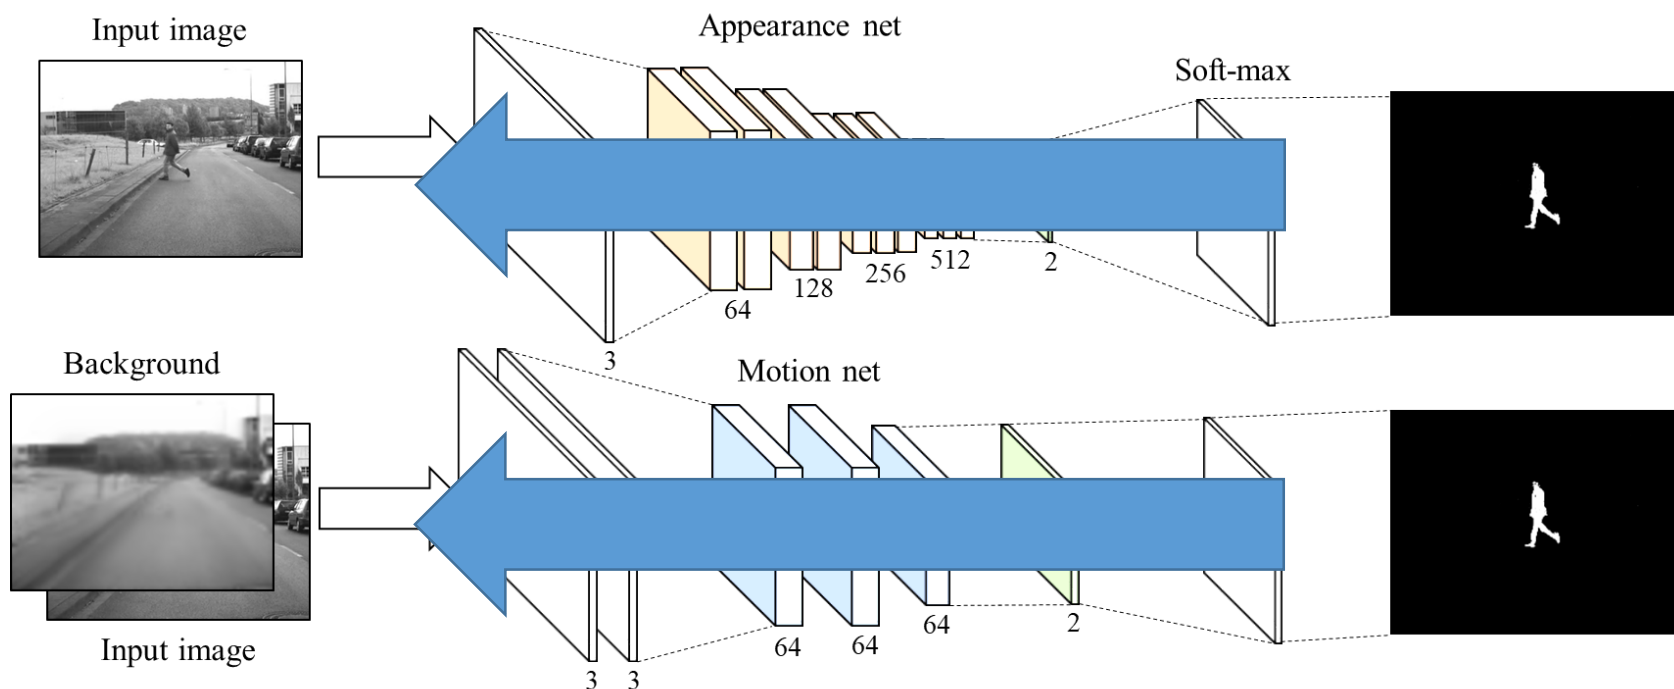 Input image
Appearance net
Soft-max
64
128
256
512
2
3
Background
Motion net
Input image
64
64
64
2
3
3